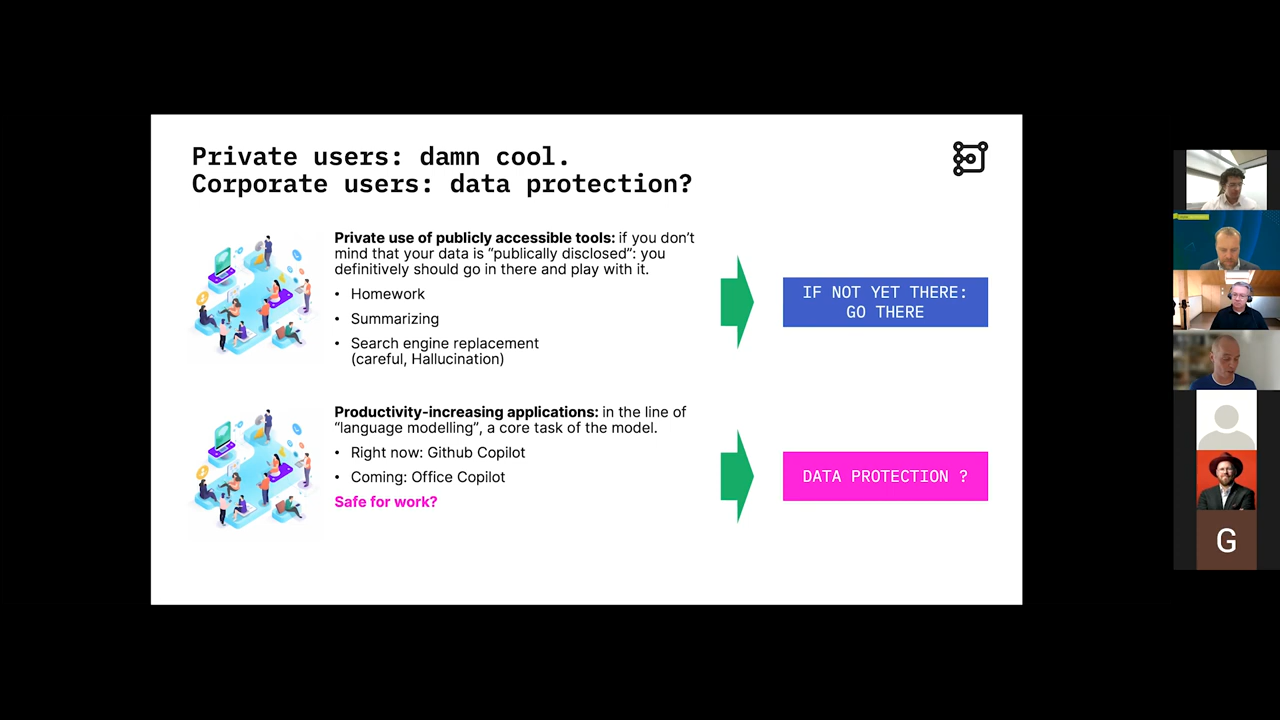 Private users: damn cool.
Corporate users: data protection?
Private use of publicly accessible tools: if you don’t
mind that your data is “publically disclosed”: you
definitively should go in there and play with it.
• Homework
• Summarizing
• Search engine replacement
(careful, Hallucination)
IF NOT YET THERE:
GO THERE
Productivity-increasing applications: in the line of
“language modelling”, a core task of the model.
• Right now: Github Copilot
• Coming: Office Copilot
Safe for work?
DATA PROTECTION ?
G